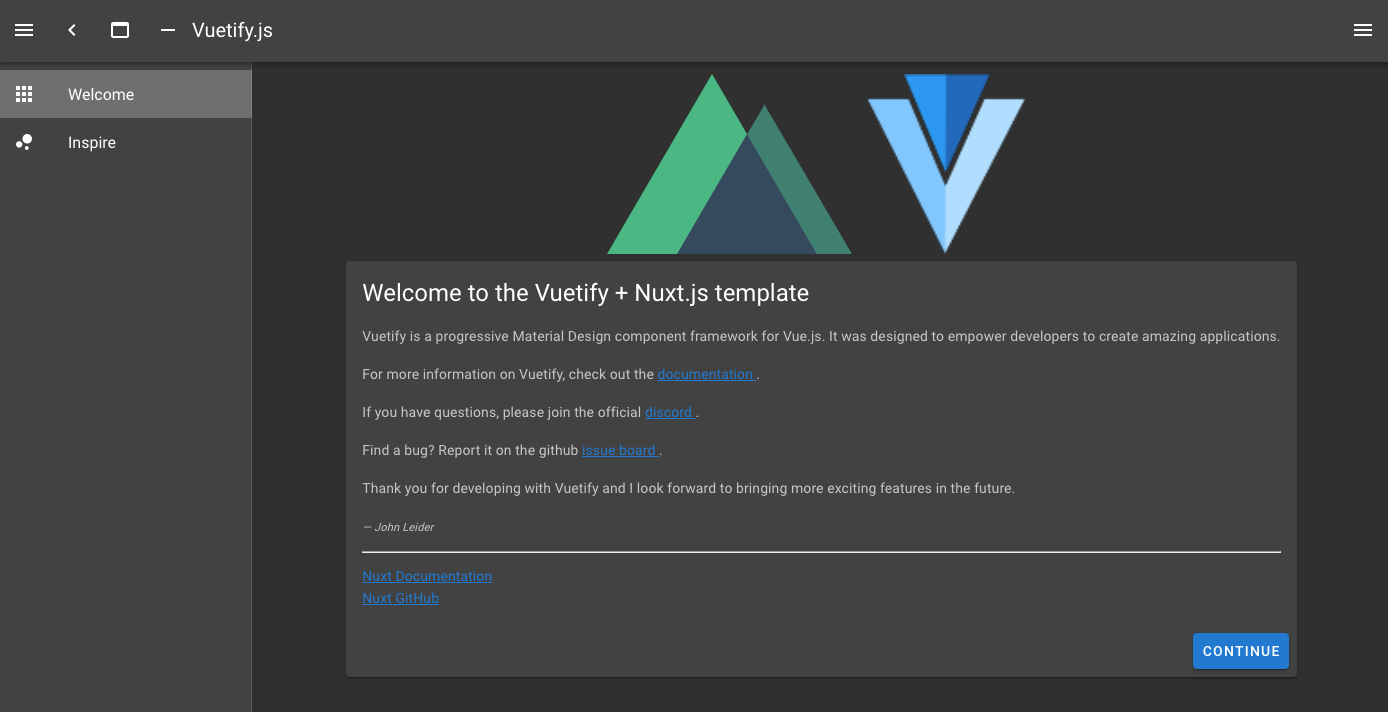 Vuetify.js
Welcome
Inspire
Welcome to the Vuetify + Nuxt.js template
Vuetify is a progressive Material Design component framework for Vue.js. It was designed to empower developers to create amazing applications.
For more information on Vuetify, check out the documentation .
If you have questions, please join the official discord .
Find a bug? Report it on the github issue board .
Thank you for developing with Vuetify and I look forward to bringing more exciting features in the future.
— John Leider
Nuxt Documentation
Nuxt GitHub
CONTINUE